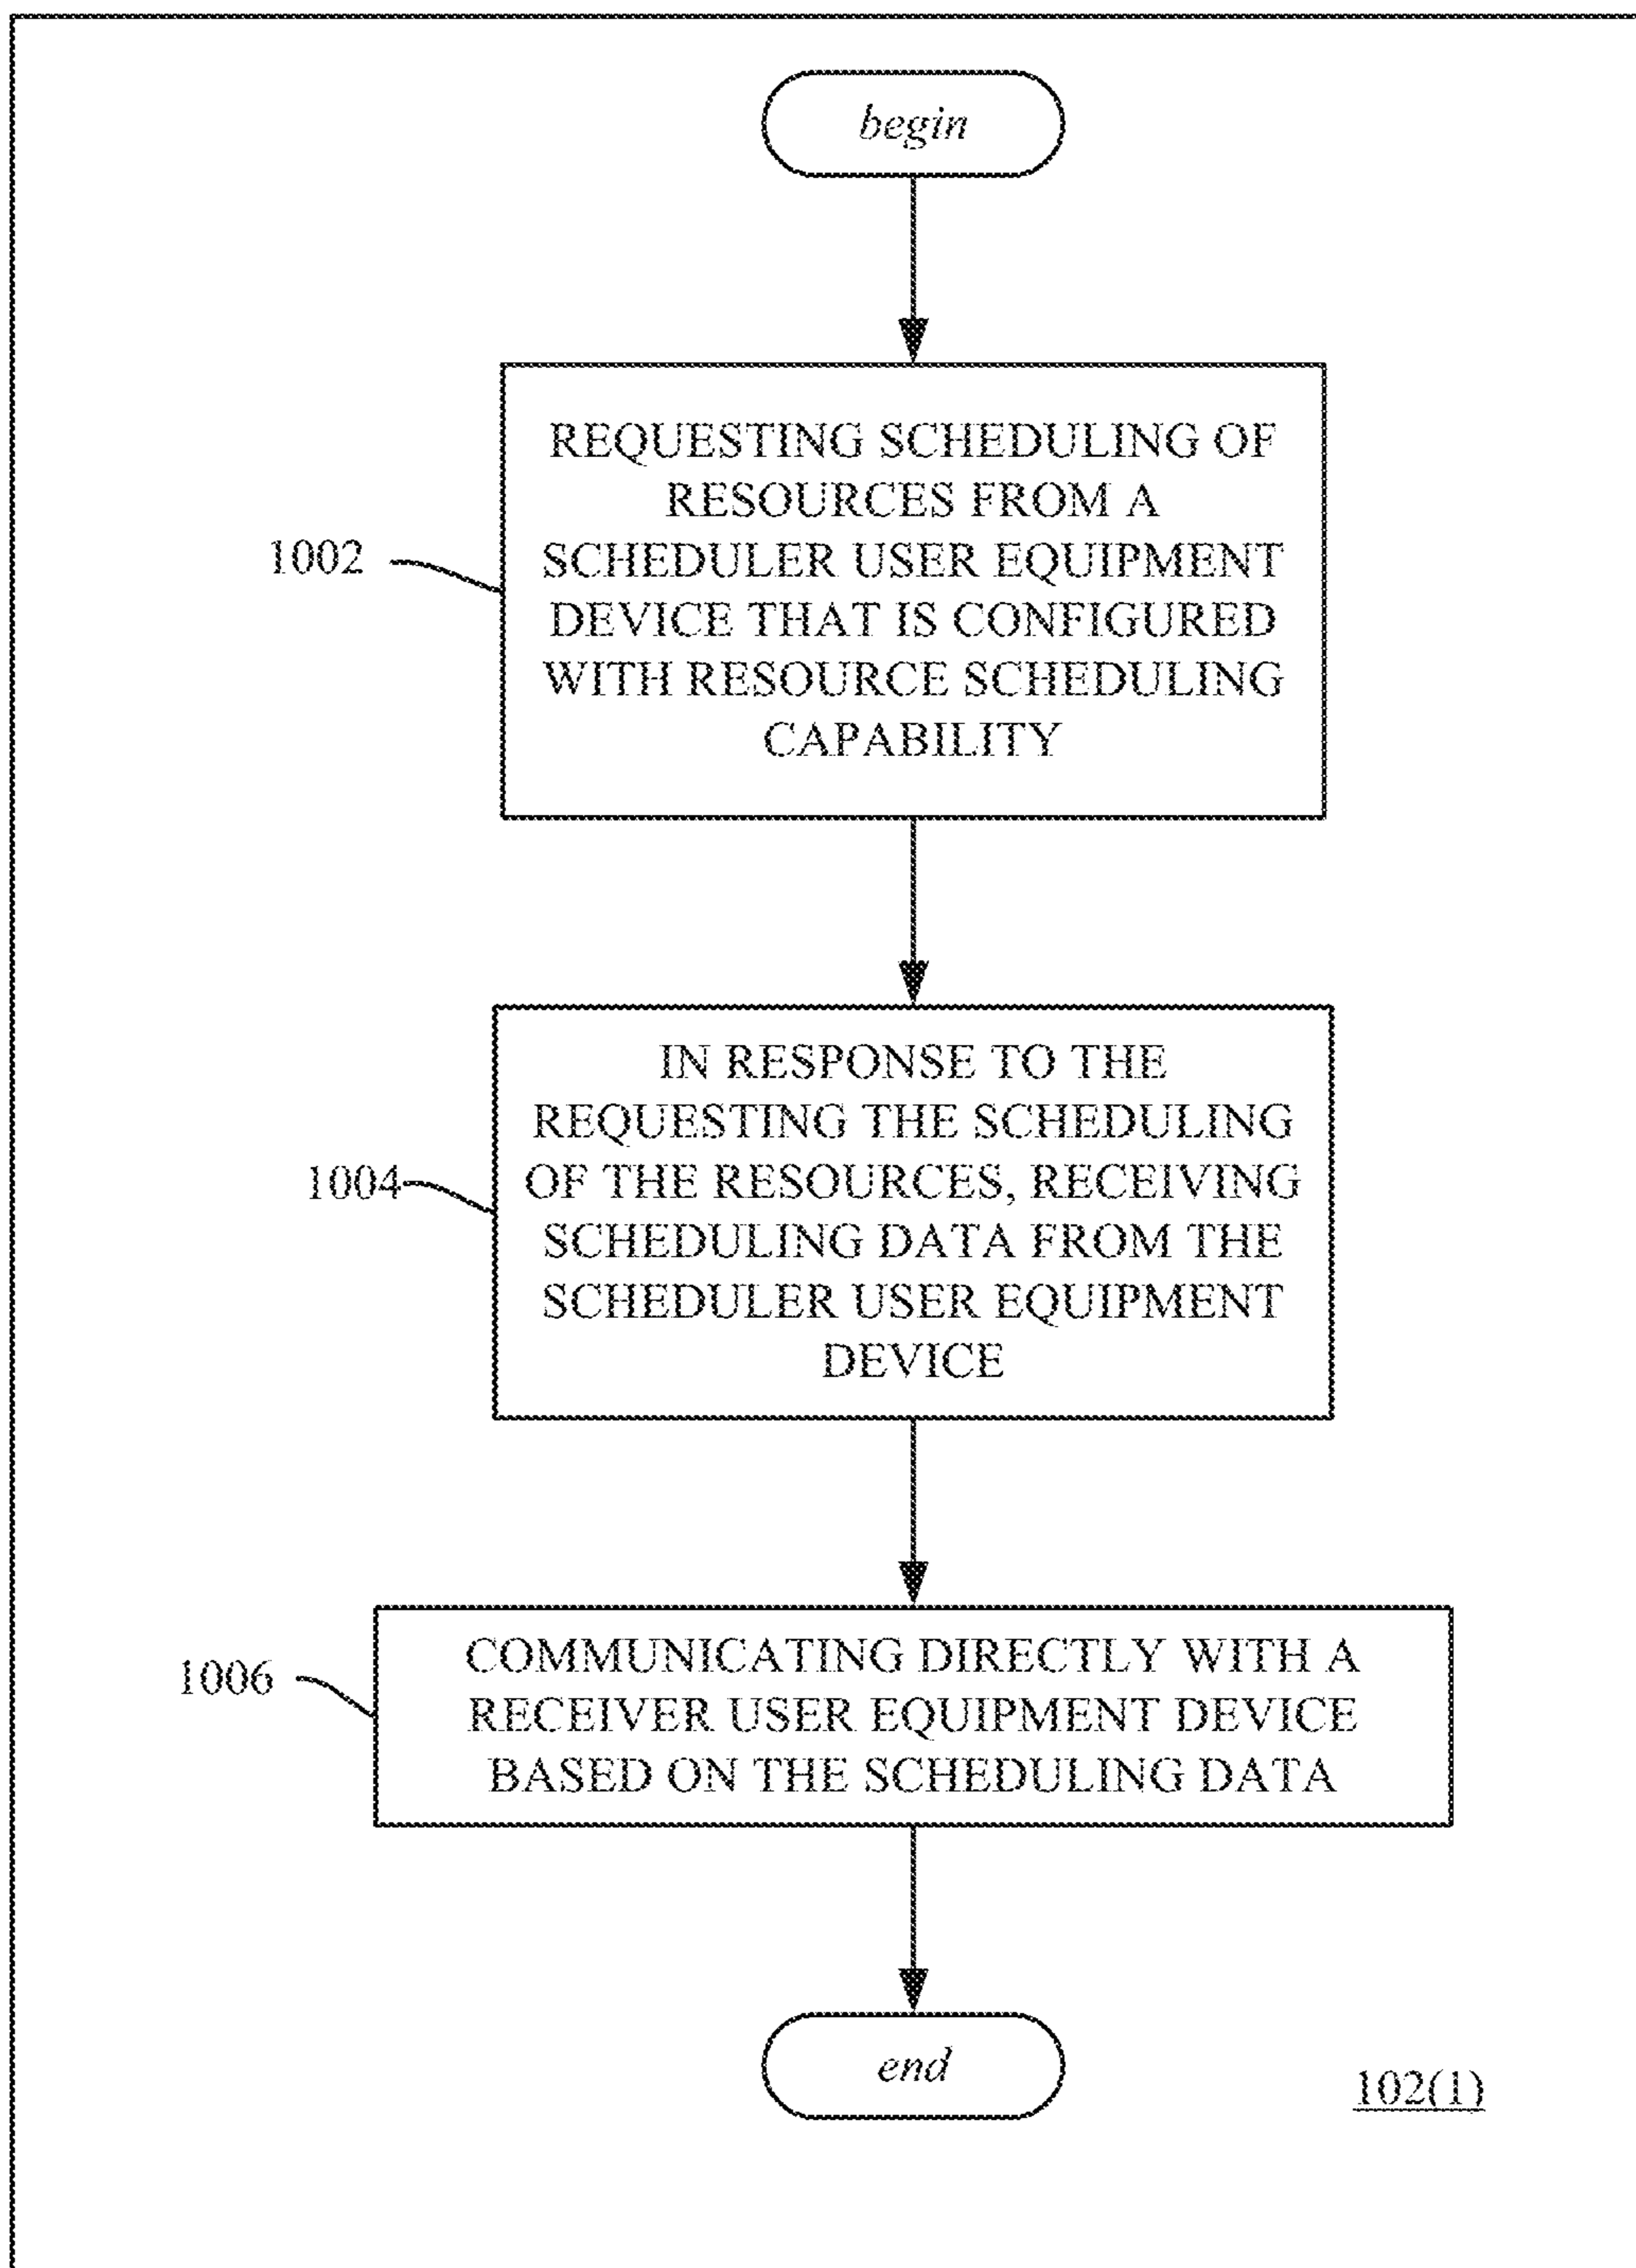 begin
REQUESTING SCHEDULING OF
RESOURCES FROM A
SCHEDULER USER EQUIPMENT
DEVICE THAT IS CONFIGURED
WITH RESOURCE SCHEDULING
CAPABILITY
1002
IN RESPONSE TO THE
REQUESTING THE SCHEDULING
OF THE RESOURCES, RECEIVING
SCHEDULING DATA FROM THE
SCHEDULER USER EQUIPMENT
DEVICE
1004
COMMUNICATING DIRECTLY WITH A
RECEIVER USER EQUIPMENT DEVICE
BASED ON THE SCHEDULING DATA
1006
end
102(1)